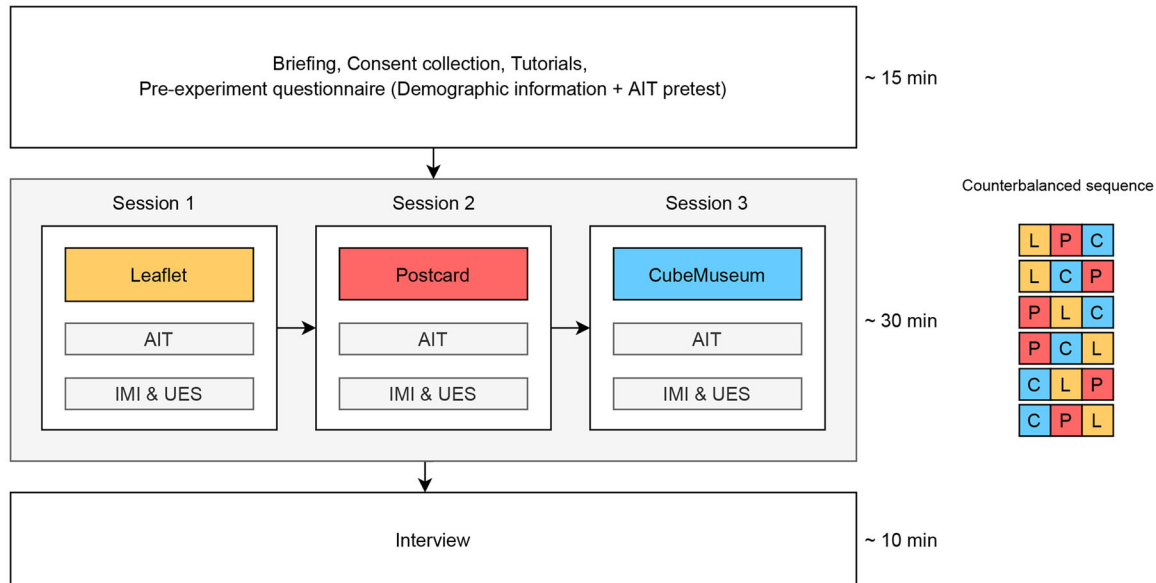 Briefing, Consent collection, Tutorials,
Pre-experiment questionnaire (Demographic information + AIT pretest)
~ 15 min
Session 1
Session 2
Session 3
Leaflet
Postcard
CubeMuseum
AIT
AIT
AIT
IMI & UES
IMI & UES
IMI & UES
~ 30 min
Counterbalanced sequence
L P C
L C P
P L C
P C L
C L P
C P L
Interview
~ 10 min